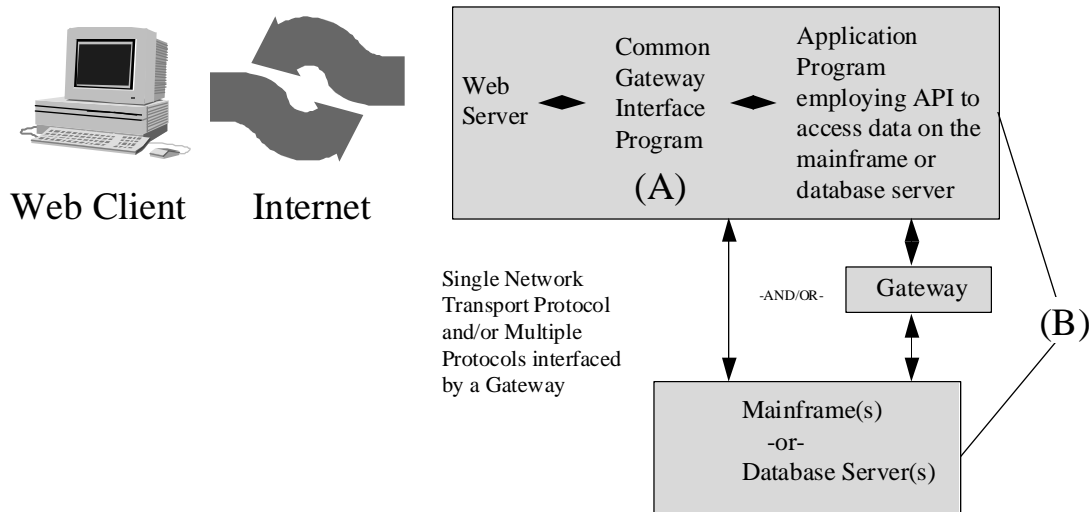 Web Client
Internet
Web
Server
Common
Gateway
Interface
Program
(A)
Application
Program
employing API to
access data on the
mainframe or
database server
Single Network
Transport Protocol
and/or Multiple
Protocols interfaced
by a Gateway
-AND/OR-
Gateway
(B)
Mainframe(s)
-or-
Database Server(s)